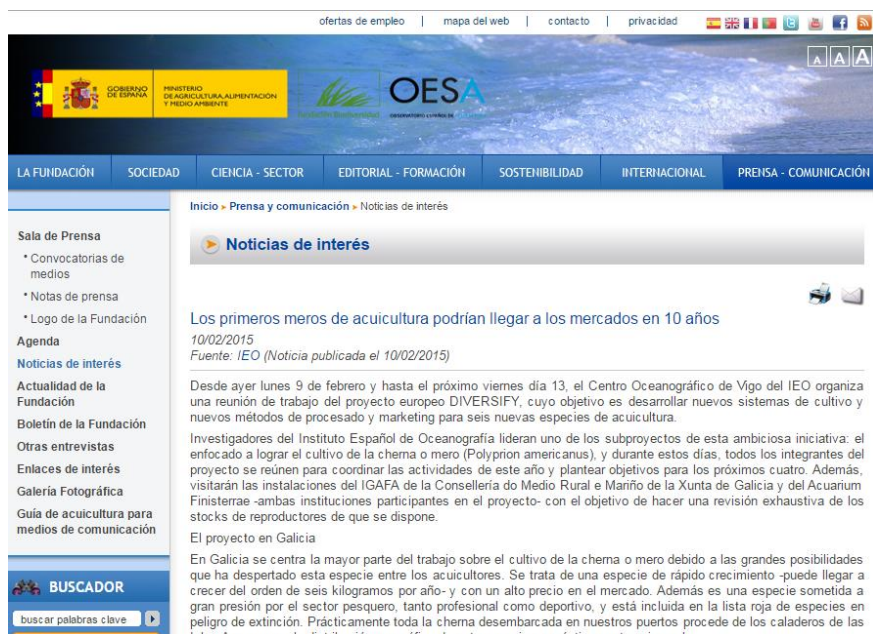 ofertas de empleo | mapa del web | contacto | privacidad
A A A
GOBIERNO DE ESPAÑA
MINISTERIO DE AGRICULTURA, ALIMENTACIÓN Y MEDIO AMBIENTE
OESA
LA FUNDACIÓN SOCIEDAD CIENCIA - SECTOR EDITORIAL - FORMACIÓN SOSTENIBILIDAD INTERNACIONAL PRENSA - COMUNICACIÓN
Inicio ▸ Prensa y comunicación ▸ Noticias de interés
Sala de Prensa
* Convocatorias de
medios
* Notas de prensa
* Logo de la Fundación
Agenda
Noticias de interés
Actualidad de la
Fundación
Boletín de la Fundación
Otras entrevistas
Enlaces de interés
Galería Fotográfica
Guía de acuicultura para
medios de comunicación
BUSCADOR
buscar palabras clave
Noticias de interés
Los primeros meros de acuicultura podrían llegar a los mercados en 10 años
10/02/2015
Fuente: IEO (Noticia publicada el 10/02/2015)
Desde ayer lunes 9 de febrero y hasta el próximo viernes día 13, el Centro Oceanográfico de Vigo del IEO organiza
una reunión de trabajo del proyecto europeo DIVERSIFY, cuyo objetivo es desarrollar nuevos sistemas de cultivo y
nuevos métodos de procesado y marketing para seis nuevas especies de acuicultura.
Investigadores del Instituto Español de Oceanografía lideran uno de los subproyectos de esta ambiciosa iniciativa: el
enfocado a lograr el cultivo de la cherna o mero (Polyprion americanus), y durante estos días, todos los integrantes del
proyecto se reúnen para coordinar las actividades de este año y plantear objetivos para los próximos cuatro. Además,
visitarán las instalaciones del IGAFA de la Consellería do Medio Rural e Mariño de la Xunta de Galicia y del Acuarium
Finisterrae -ambas instituciones participantes en el proyecto- con el objetivo de hacer una revisión exhaustiva de los
stocks de reproductores de que se dispone.
El proyecto en Galicia
En Galicia se centra la mayor parte del trabajo sobre el cultivo de la cherna o mero debido a las grandes posibilidades
que ha despertado esta especie entre los acuicultores. Se trata de una especie de rápido crecimiento -puede llegar a
crecer del orden de seis kilogramos por año- y con un alto precio en el mercado. Además es una especie sometida a
gran presión por el sector pesquero, tanto profesional como deportivo, y está incluida en la lista roja de especies en
peligro de extinción. Prácticamente toda la cherna desembarcada en nuestros puertos procede de los caladeros de las